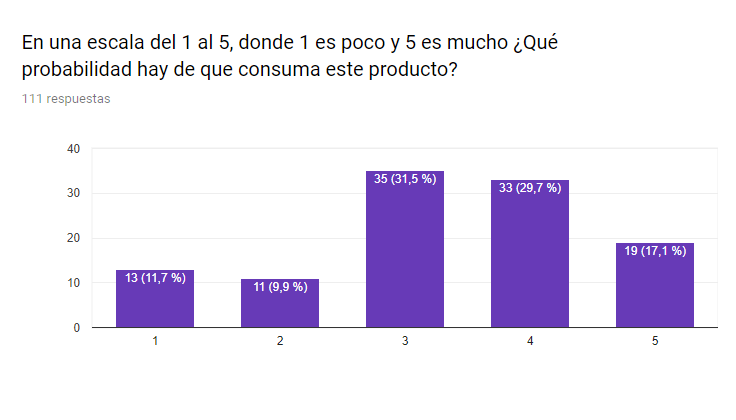 En una escala del 1 al 5, donde 1 es poco y 5 es mucho ¿Qué
probabilidad hay de que consuma este producto?
111 respuestas
40
30
20
10
0
13 (11,7 %)
11 (9,9 %)
35 (31,5 %)
33 (29,7 %)
19 (17,1 %)
1 2 3 4 5